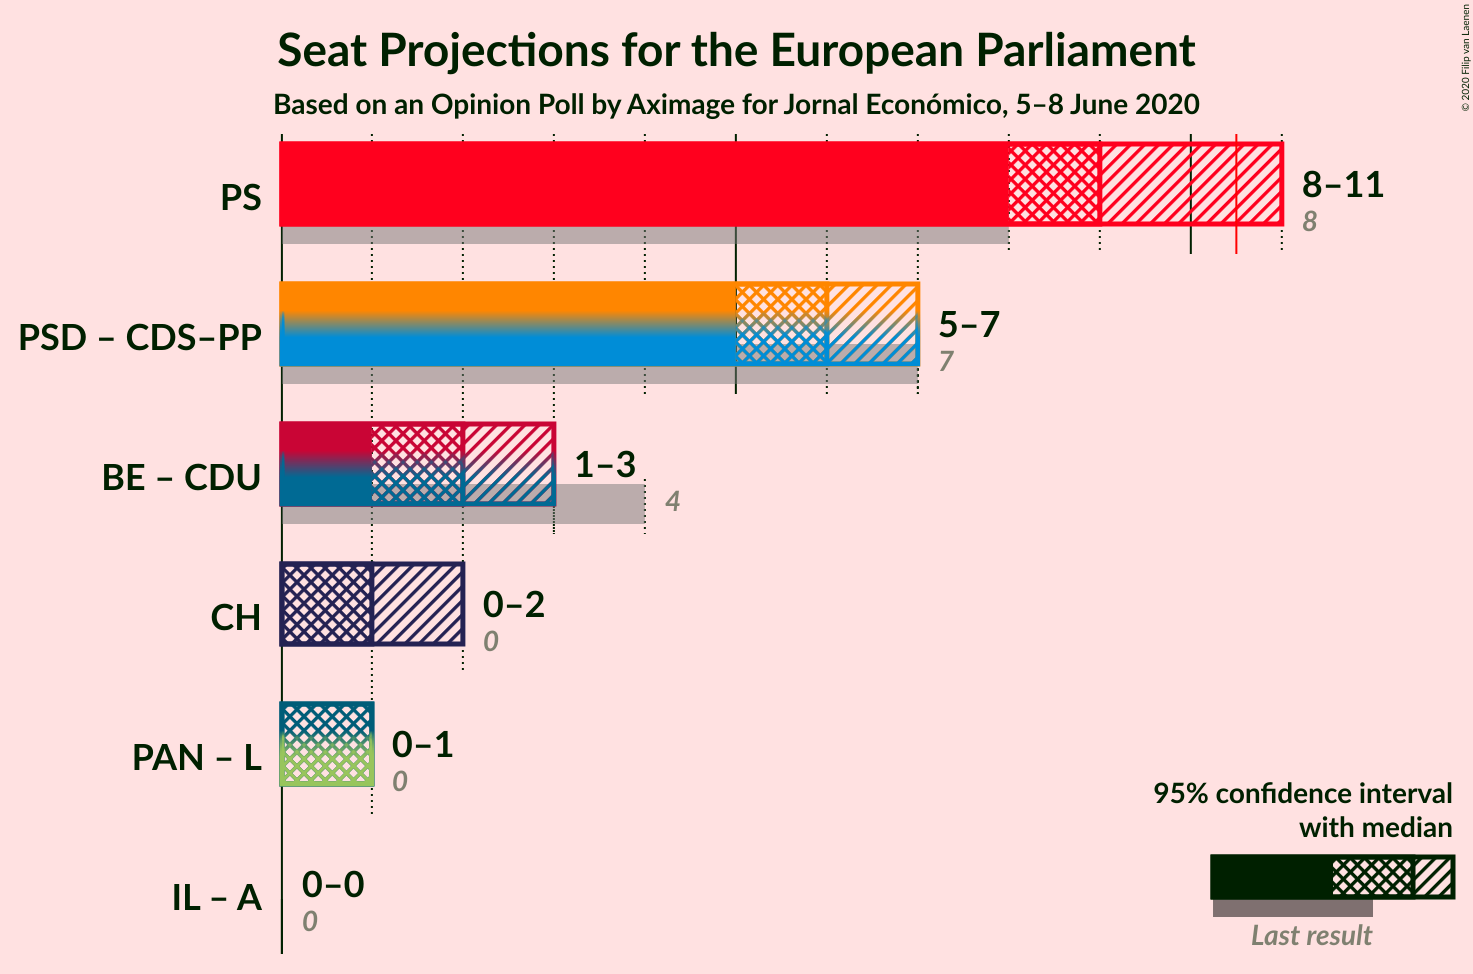 Seat Projections for the European Parliament
Based on an Opinion Poll by Aximage for Jornal Económico, 5–8 June 2020
© 2020 Filip van Laenen
PS
8–11
8
PSD – CDS–PP
5–7
7
BE – CDU
1–3
4
CH
0–2
0
PAN – L
0–1
0
IL – A
0–0
0
95% confidence interval
with median
Last result